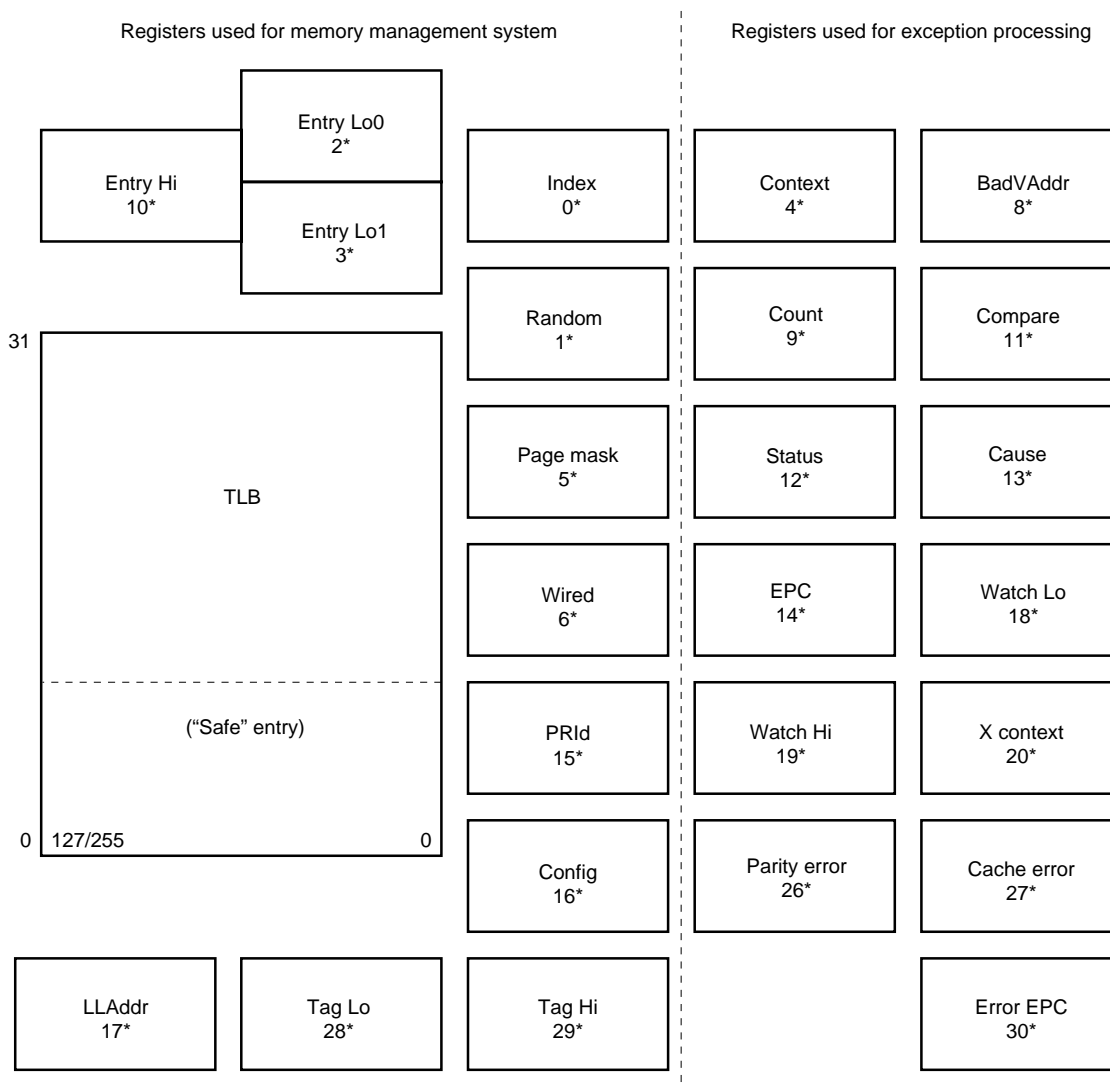 Registers used for memory management system
Registers used for exception processing
Entry Lo0
2*
Entry Hi
10*
Entry Lo1
3*
Index
0*
Context
4*
BadVAddr
8*
Random
1*
Count
9*
Compare
11*
31
TLB
Page mask
5*
Status
12*
Cause
13*
Wired
6*
EPC
14*
Watch Lo
18*
(“Safe” entry)
PRId
15*
Watch Hi
19*
X context
20*
0
127/255
0
Config
16*
Parity error
26*
Cache error
27*
LLAddr
17*
Tag Lo
28*
Tag Hi
29*
Error EPC
30*